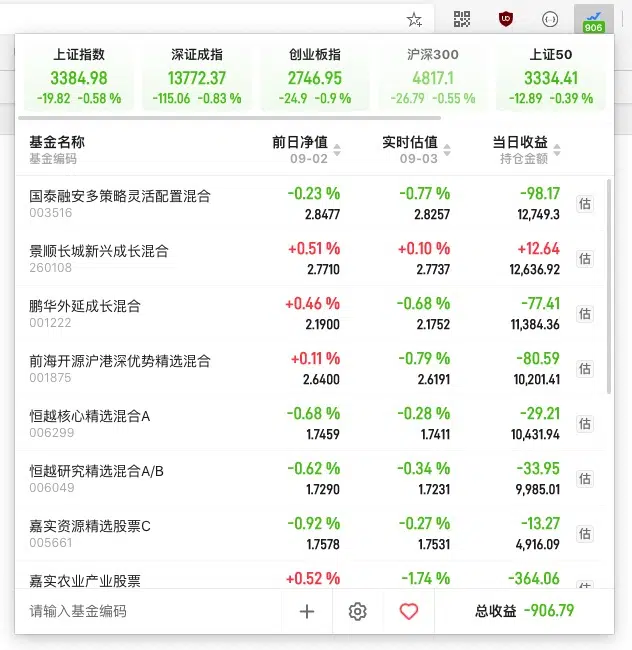 906
上证指数 深证成指 创业板指 沪深300 上证50
3384.98 13772.37 2746.95 4817.1 3334.41
-19.82 -0.58 % -115.06 -0.83 % -24.9 -0.9 % -26.79 -0.55 % -12.89 -0.39 %
基金名称 前日净值 实时估值 当日收益
基金编码 09-02 09-03 持仓金额
国泰融安多策略灵活配置混合 -0.23 % -0.77 % -98.17 估
003516 2.8477 2.8257 12,749.3
景顺长城新兴成长混合 +0.51 % +0.10 % +12.64 估
260108 2.7710 2.7737 12,636.92
鹏华外延成长混合 +0.46 % -0.68 % -77.41 估
001222 2.1900 2.1752 11,384.36
前海开源沪港深优势精选混合 +0.11 % -0.79 % -80.59 估
001875 2.6400 2.6191 10,201.41
恒越核心精选混合A -0.68 % -0.28 % -29.21 估
006299 1.7459 1.7411 10,431.94
恒越研究精选混合A/B -0.62 % -0.34 % -33.95 估
006049 1.7290 1.7231 9,985.01
嘉实资源精选股票C -0.92 % -0.27 % -13.27 估
005661 1.7578 1.7531 4,916.09
嘉实农业产业股票 +0.52 % -1.74 % -364.06 估
请输入基金编码 总收益 -906.79